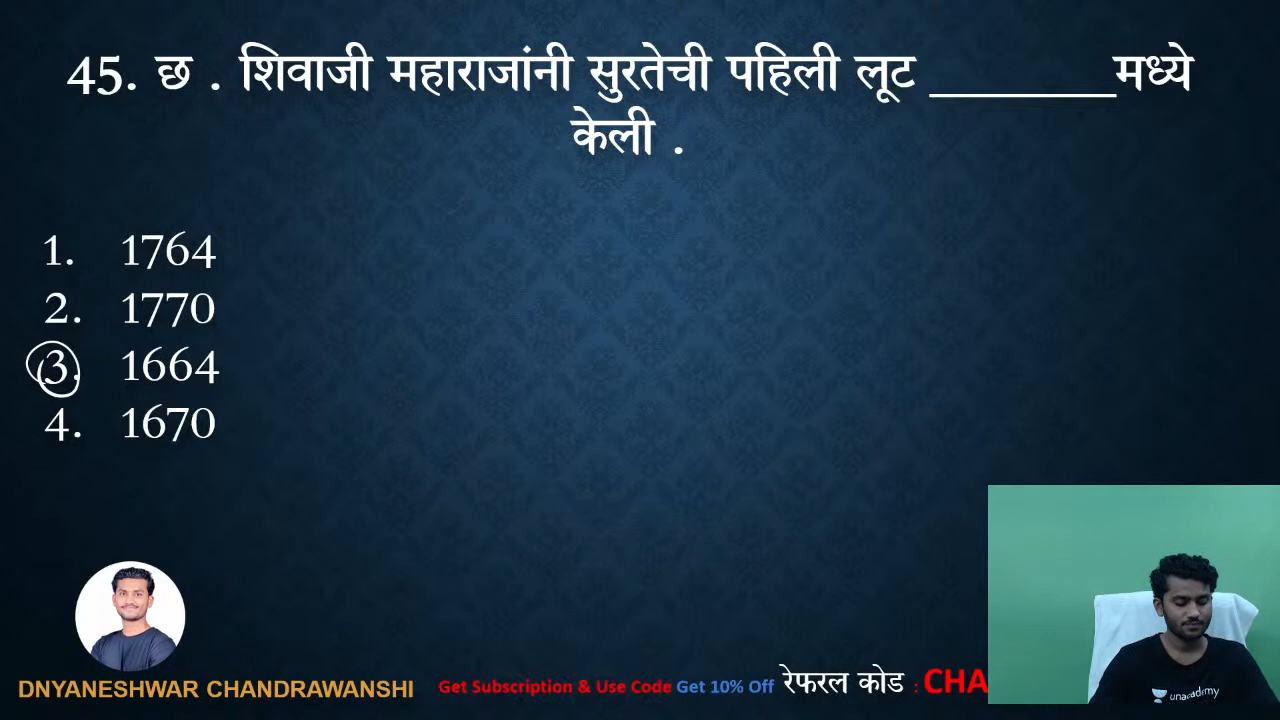 45. छ . शिवाजी महाराजांनी सुरतेची पहिली लूट ________मध्ये
केली .
1. 1764
2. 1770
3. 1664
4. 1670
DNYANESHWAR CHANDRAWANSHI
Get Subscription & Use Code Get 10% Off रेफरल कोड : CHA
unacademy